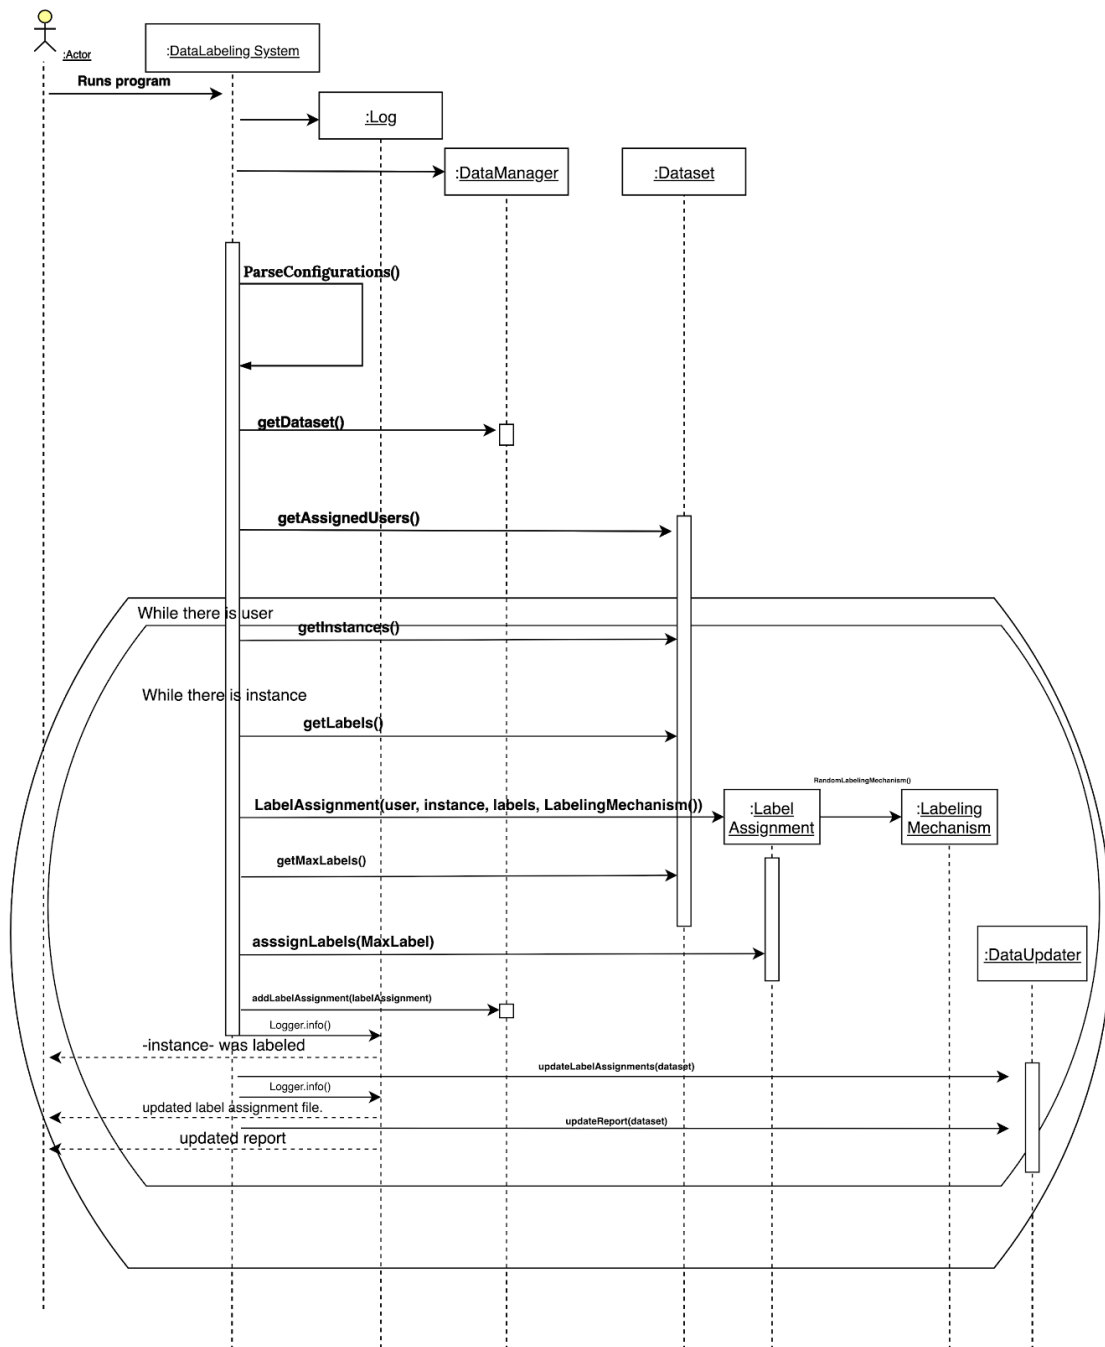 :Actor
:DataLabeling System
Runs program
:Log
:DataManager
:Dataset
ParseConfigurations()
getDataset()
getAssignedUsers()
While there is user
getInstances()
While there is instance
getLabels()
RandomLabelingMechanism()
LabelAssignment(user, instance, labels, LabelingMechanism())
:Label
Assignment
:Labeling
Mechanism
getMaxLabels()
asssignLabels(MaxLabel)
:DataUpdater
addLabelAssignment(labelAssignment)
Logger.info()
-instance- was labeled
updateLabelAssignments(dataset)
Logger.info()
updated label assignment file.
updateReport(dataset)
updated report